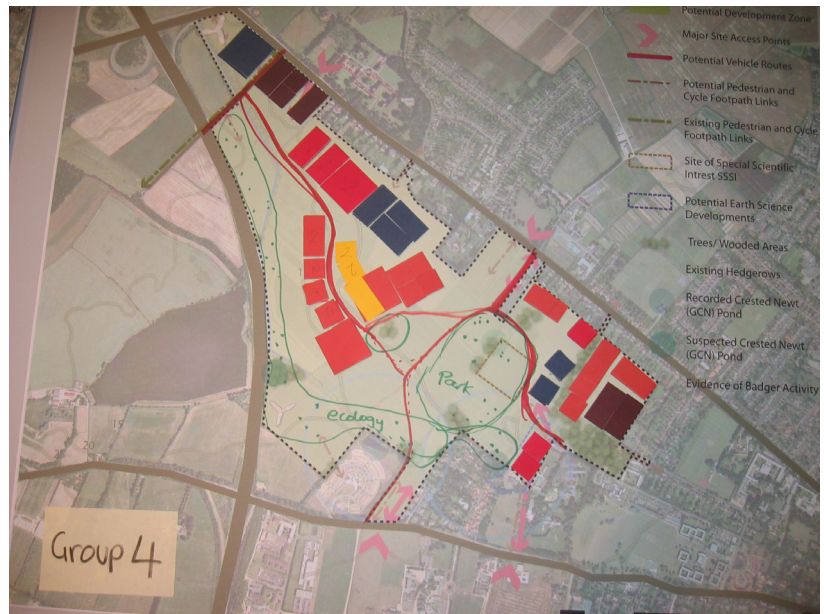 Potential Development Zone
Major Site Access Points
Potential Vehicle Routes
Potential Pedestrian and
Cycle Footpath Links
Existing Pedestrian and Cycle
Footpath Links
Site of Special Scientific
Intrest SSSI
Potential Earth Science
Developments
Trees/ Wooded Areas
Existing Hedgerows
Recorded Crested Newt
(GCN) Pond
Suspected Crested Newt
(GCN) Pond
Evidence of Badger Activity
Park
ecology
Group 4